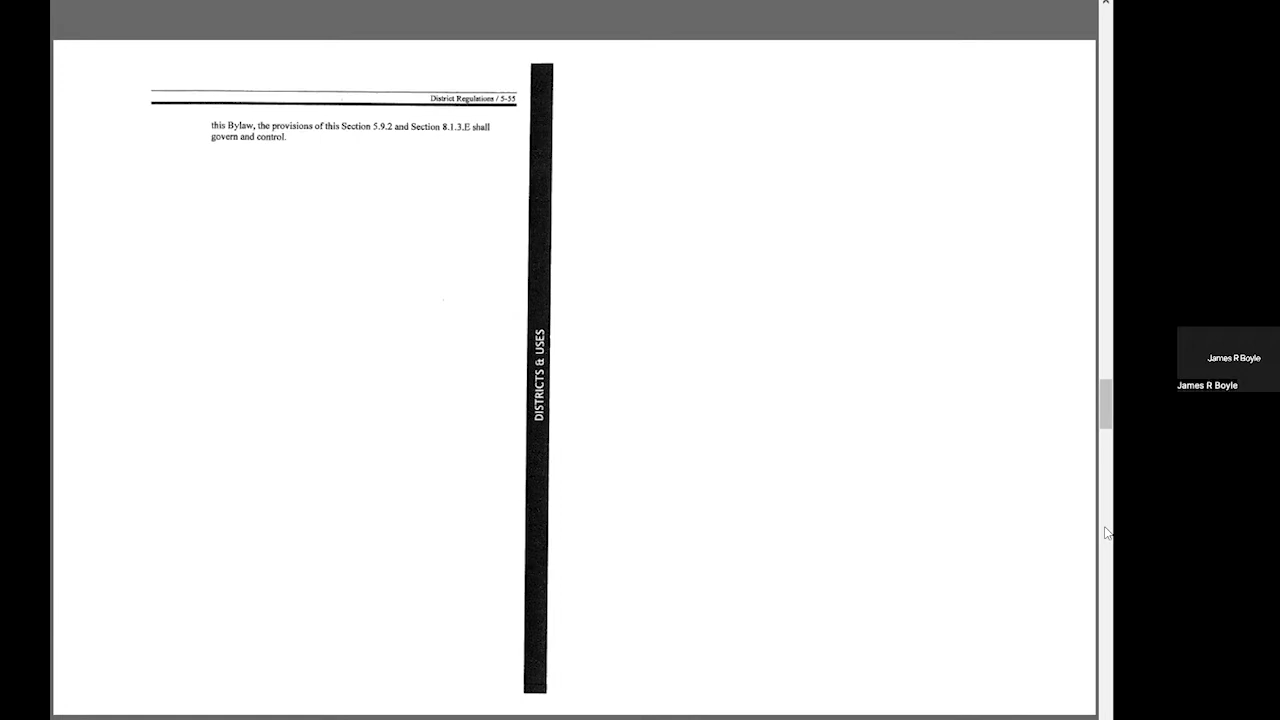 District Regulations / 5-55
this Bylaw, the provisions of this Section 5.9.2 and Section 8.1.3.E shall
govern and control.
DISTRICTS & USES
James R Boyle
James R Boyle